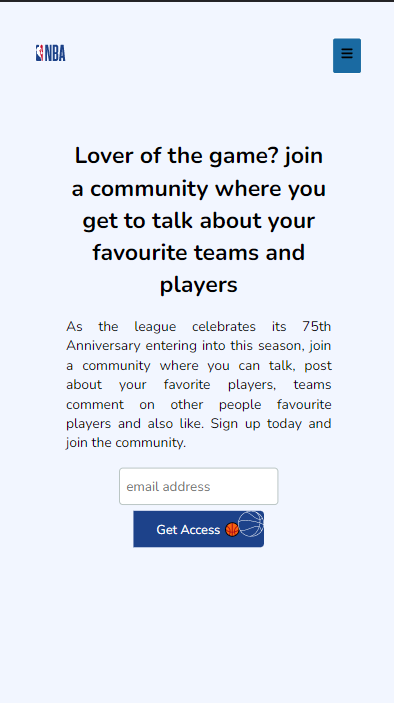 NBA
Lover of the game? join
a community where you
get to talk about your
favourite teams and
players
As the league celebrates its 75th
Anniversary entering into this season, join
a community where you can talk, post
about your favorite players, teams
comment on other people favourite
players and also like. Sign up today and
join the community.
email address
Get Access